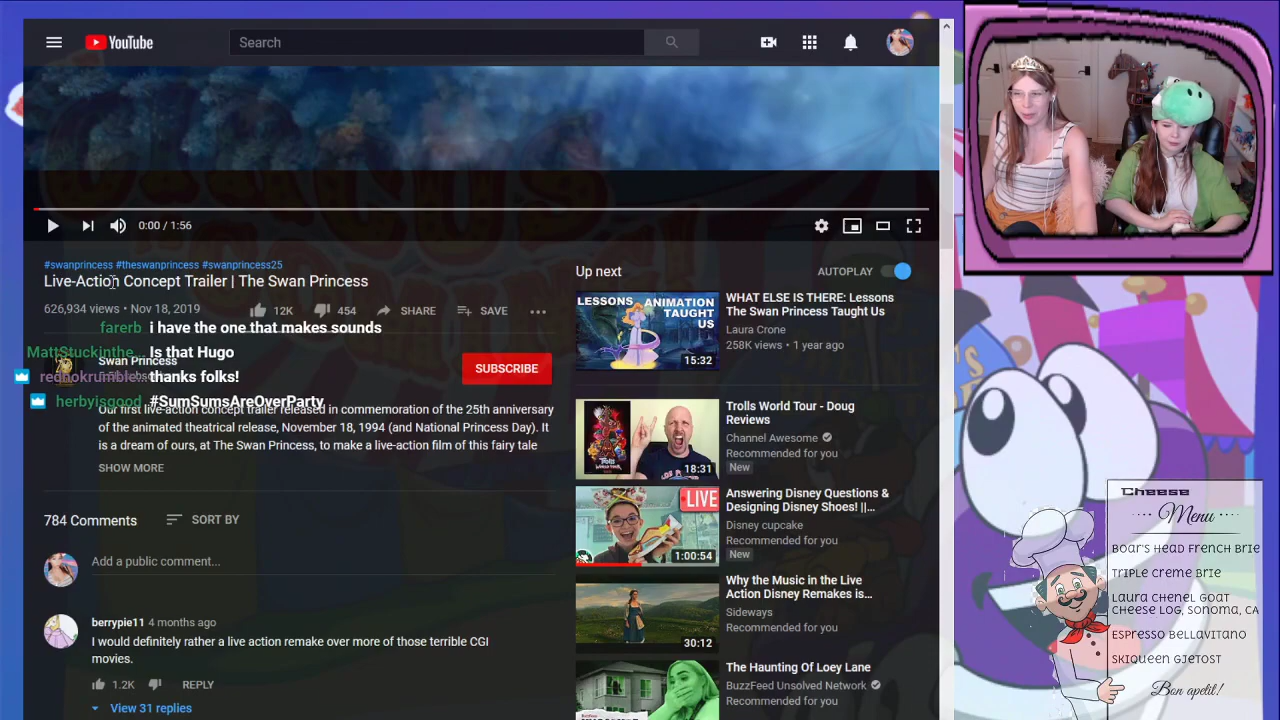 YouTube
Search
0:00 / 1:56
#swanprincess #theswanprincess #swanprincess25
Live-Action Concept Trailer | The Swan Princess
626,934 views • Nov 18, 2019
12K
454
SHARE
SAVE
farerb i have the one that makes sounds
MattStuckinthe Is that Hugo
Swan Princess
SUBSCRIBE
thanks folks!
herbyisgood #SumSumsAreOverParty
Our first live-action concept trailer released in commemoration of the 25th anniversary
of the animated theatrical release, November 18, 1994 (and National Princess Day). It
is a dream of ours, at The Swan Princess, to make a live-action film of this fairy tale
SHOW MORE
784 Comments
SORT BY
Add a public comment...
berrypie11 4 months ago
I would definitely rather a live action remake over more of those terrible CGI
movies.
1.2K
REPLY
View 31 replies
Up next
AUTOPLAY
LESSONS ANIMATION
TAUGHT
US
15:32
WHAT ELSE IS THERE: Lessons
The Swan Princess Taught Us
Laura Crone
258K views • 1 year ago
18:31
Trolls World Tour - Doug
Reviews
Channel Awesome
Recommended for you
New
LIVE
1:00:54
Answering Disney Questions &
Designing Disney Shoes! ||...
Disney cupcake
Recommended for you
New
30:12
Why the Music in the Live
Action Disney Remakes is...
Sideways
Recommended for you
The Haunting Of Loey Lane
BuzzFeed Unsolved Network
Recommended for you
Cheese
Menu
Boar's Head French Brie
Triple Creme Brie
Laura Chenel Goat
Cheese Log, Sonoma, CA
Espresso Bellavitano
Skiqueen Gjetost
Bon apetit!